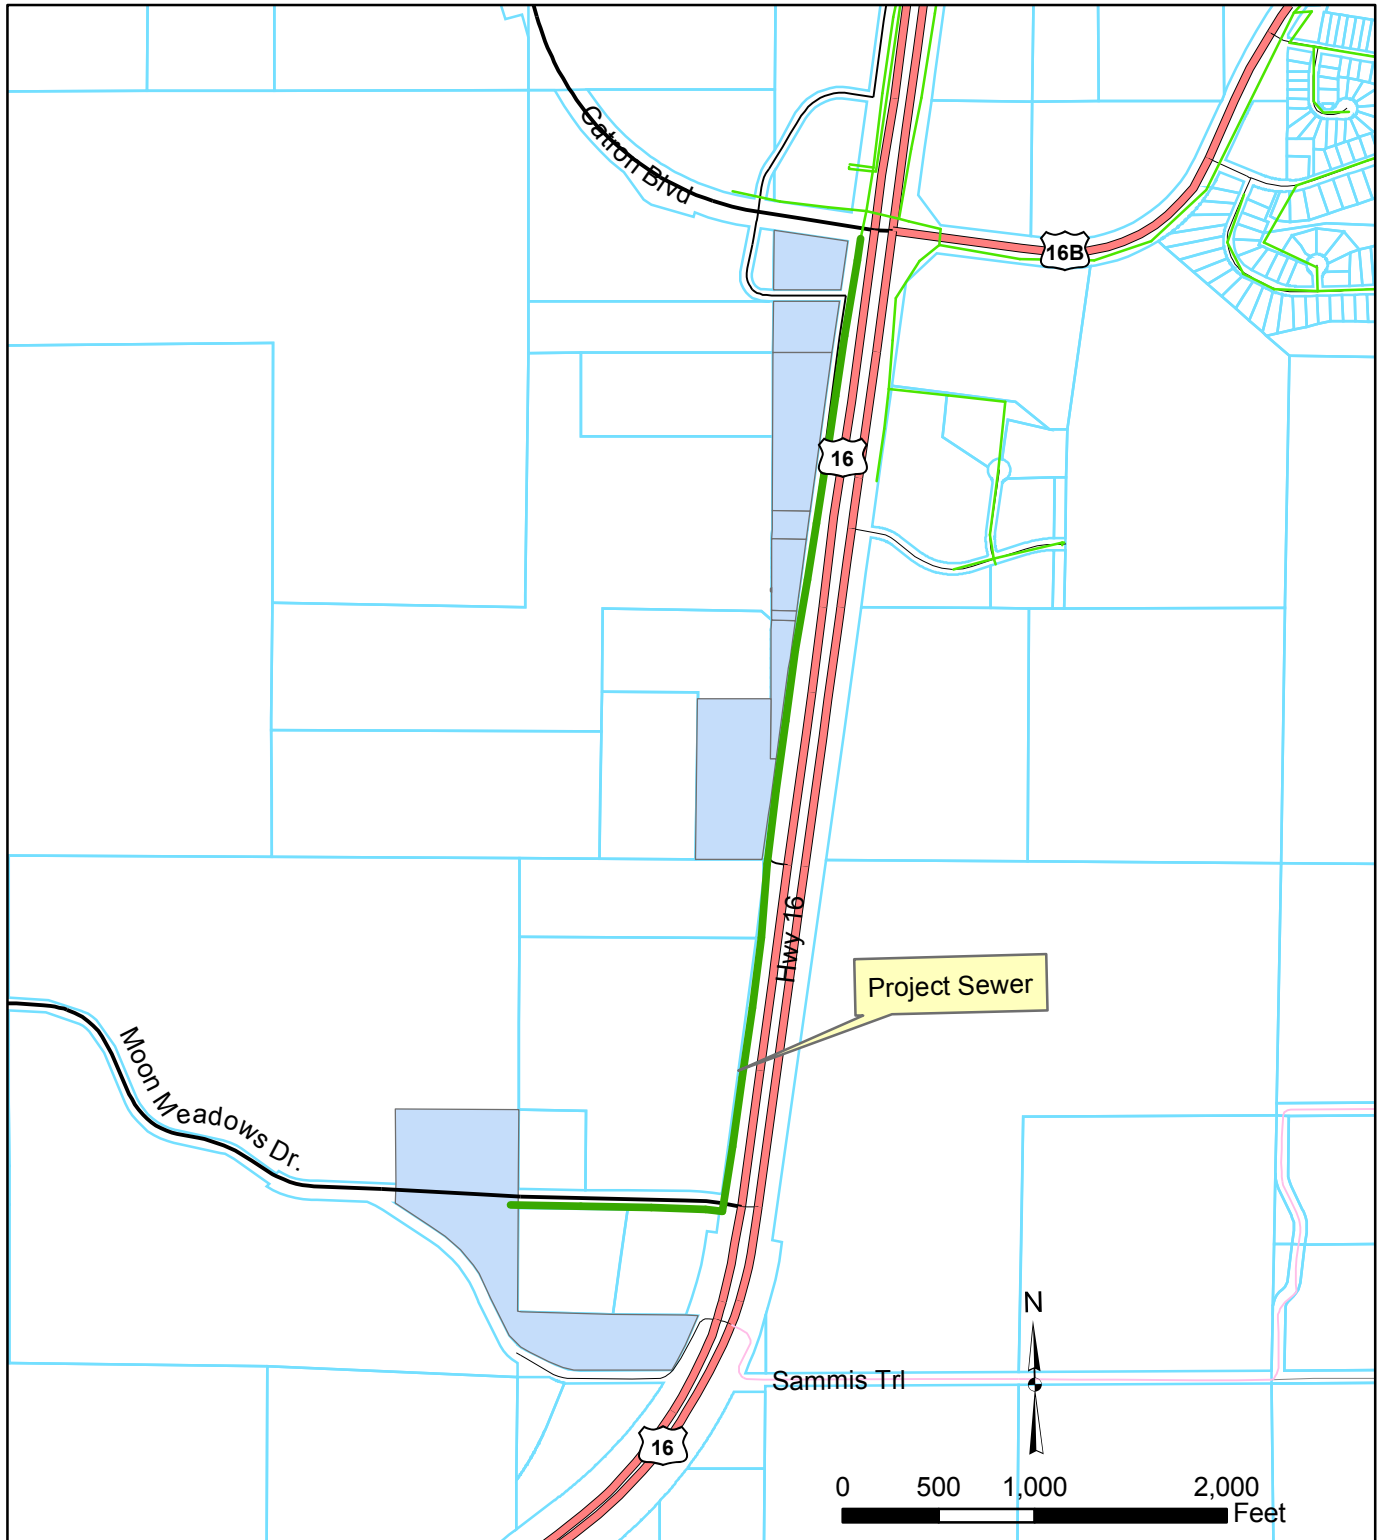 Catron Blvd
16B
16
Hwy 16
Project Sewer
Moon Meadows Dr.
N
Sammis Trl
16
0 500 1,000 2,000
Feet